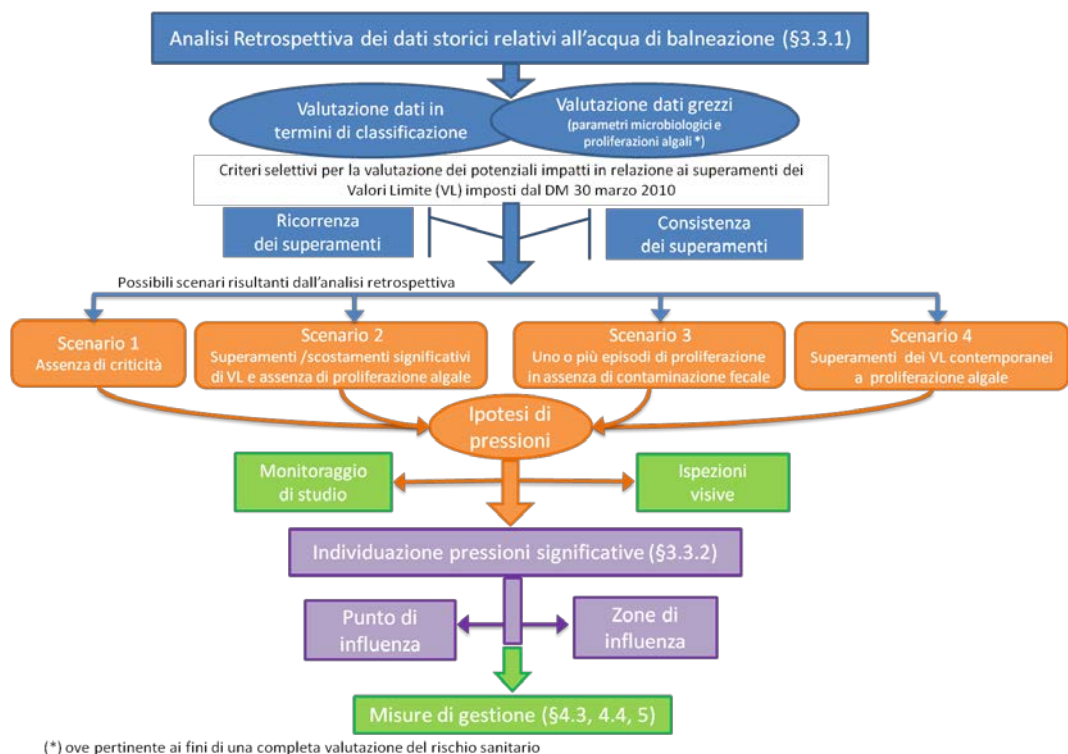 Analisi Retrospettiva dei dati storici relativi all'acqua di balneazione (§3.3.1)
Valutazione dati in
termini di classificazione
Valutazione dati grezzi
(parametri microbiologici e
proliferazioni algali *)
Criteri selettivi per la valutazione dei potenziali impatti in relazione ai superamenti dei
Valori Limite (VL) imposti dal DM 30 marzo 2010
Ricorrenza
dei superamenti
Consistenza
dei superamenti
Possibili scenari risultanti dall'analisi retrospettiva
Scenario 1
Assenza di criticità
Scenario 2
Superamenti /scostamenti significativi
di VL e assenza di proliferazione algale
Scenario 3
Uno o più episodi di proliferazione
in assenza di contaminazione fecale
Scenario 4
Superamenti dei VL contemporanei
a proliferazione algale
Ipotesi di
pressioni
Monitoraggio
di studio
Ispezioni
visive
Individuazione pressioni significative (§3.3.2)
Punto di
influenza
Zone di
influenza
Misure di gestione (§4.3, 4.4, 5)
(*) ove pertinente ai fini di una completa valutazione del rischio sanitario